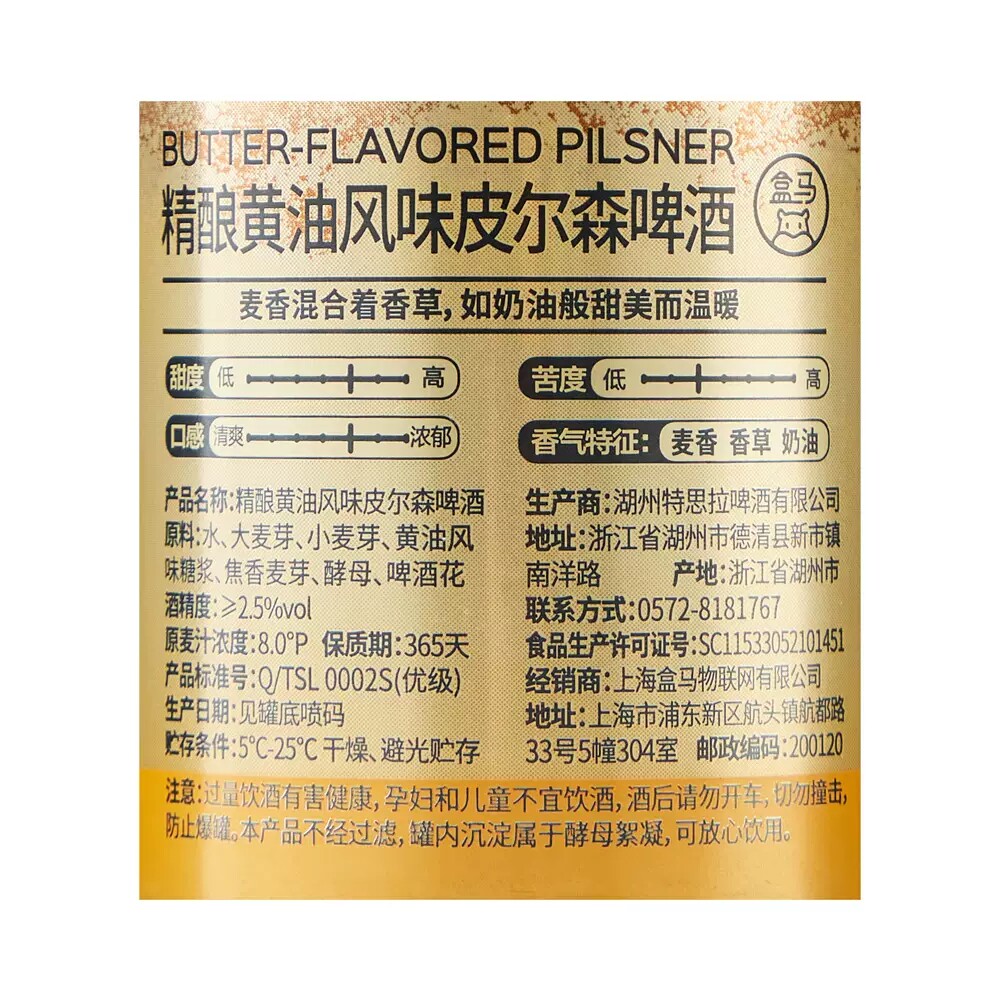 BUTTER-FLAVORED PILSNER
精酿黄油风味皮尔森啤酒
盒马
麦香混合着香草,如奶油般甜美而温暖
甜度 低 高
苦度 低 高
口感 清爽 浓郁
香气特征: 麦香 香草 奶油
产品名称:精酿黄油风味皮尔森啤酒
原料:水、大麦芽、小麦芽、黄油风
味糖浆、焦香麦芽、酵母、啤酒花
酒精度:≥2.5%vol
原麦汁浓度:8.0°P 保质期:365天
产品标准号:Q/TSL 0002S(优级)
生产日期:见罐底喷码
贮存条件:5℃-25℃ 干燥、避光贮存
生产商:湖州特思拉啤酒有限公司
地址:浙江省湖州市德清县新市镇
南洋路 产地:浙江省湖州市
联系方式:0572-8181767
食品生产许可证号:SC11533052101451
经销商:上海盒马物联网有限公司
地址:上海市浦东新区航头镇航都路
33号5幢304室 邮政编码:200120
注意:过量饮酒有害健康,孕妇和儿童不宜饮酒,酒后请勿开车,切勿撞击,
防止爆罐。本产品不经过滤,罐内沉淀属于酵母絮凝,可放心饮用。